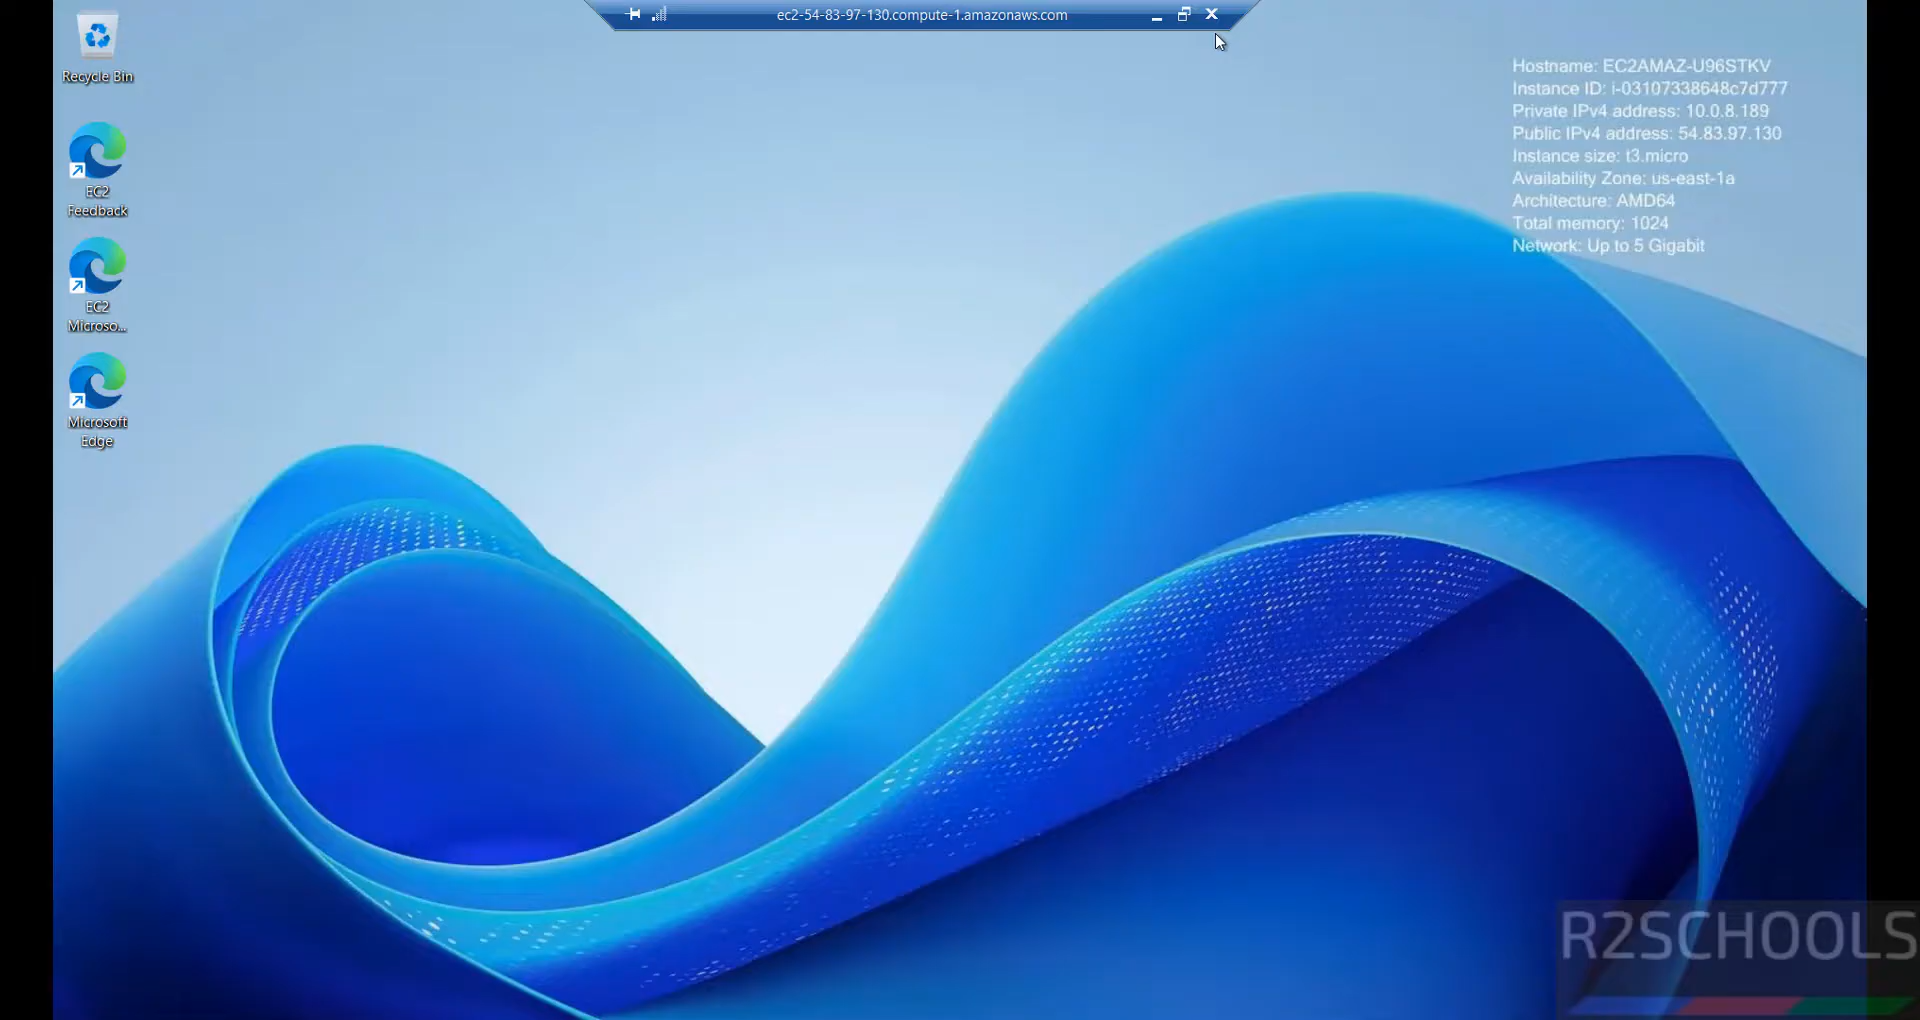 ec2-54-83-97-130.compute-1.amazonaws.com
Recycle Bin
EC2
Feedback
EC2
Microso...
Microsoft
Edge
Hostname: EC2AMAZ-U96STKV
Instance ID: i-03107338648c7d777
Private IPv4 address: 10.0.8.189
Public IPv4 address: 54.83.97.130
Instance size: t3.micro
Availability Zone: us-east-1a
Architecture: AMD64
Total memory: 1024
Network: Up to 5 Gigabit
R2SCHOOLS